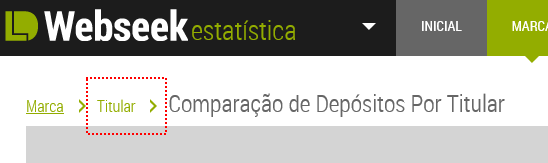 Webseek estatística
INICIAL
MARCA
Marca > Titular > Comparação de Depósitos Por Titular